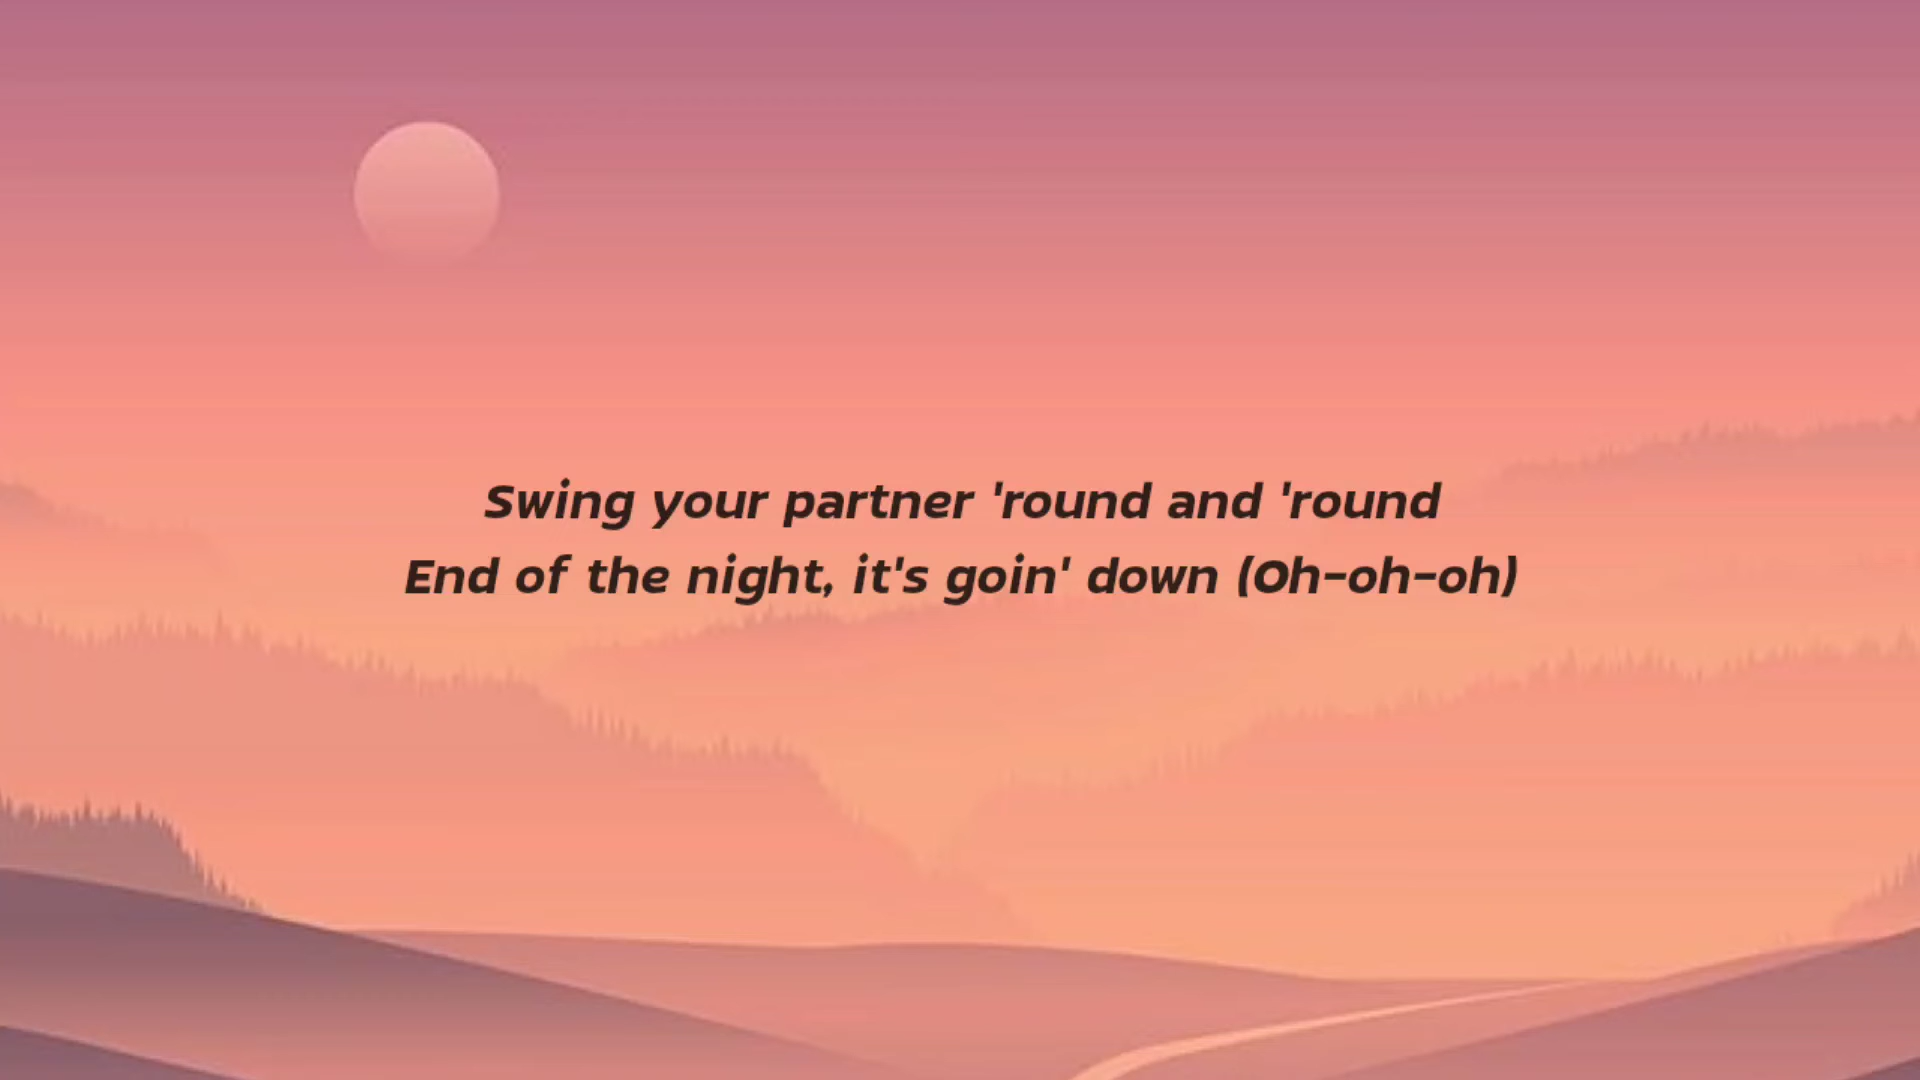 Swing your partner 'round and 'round
End of the night, it's goin' down (Oh-oh-oh)